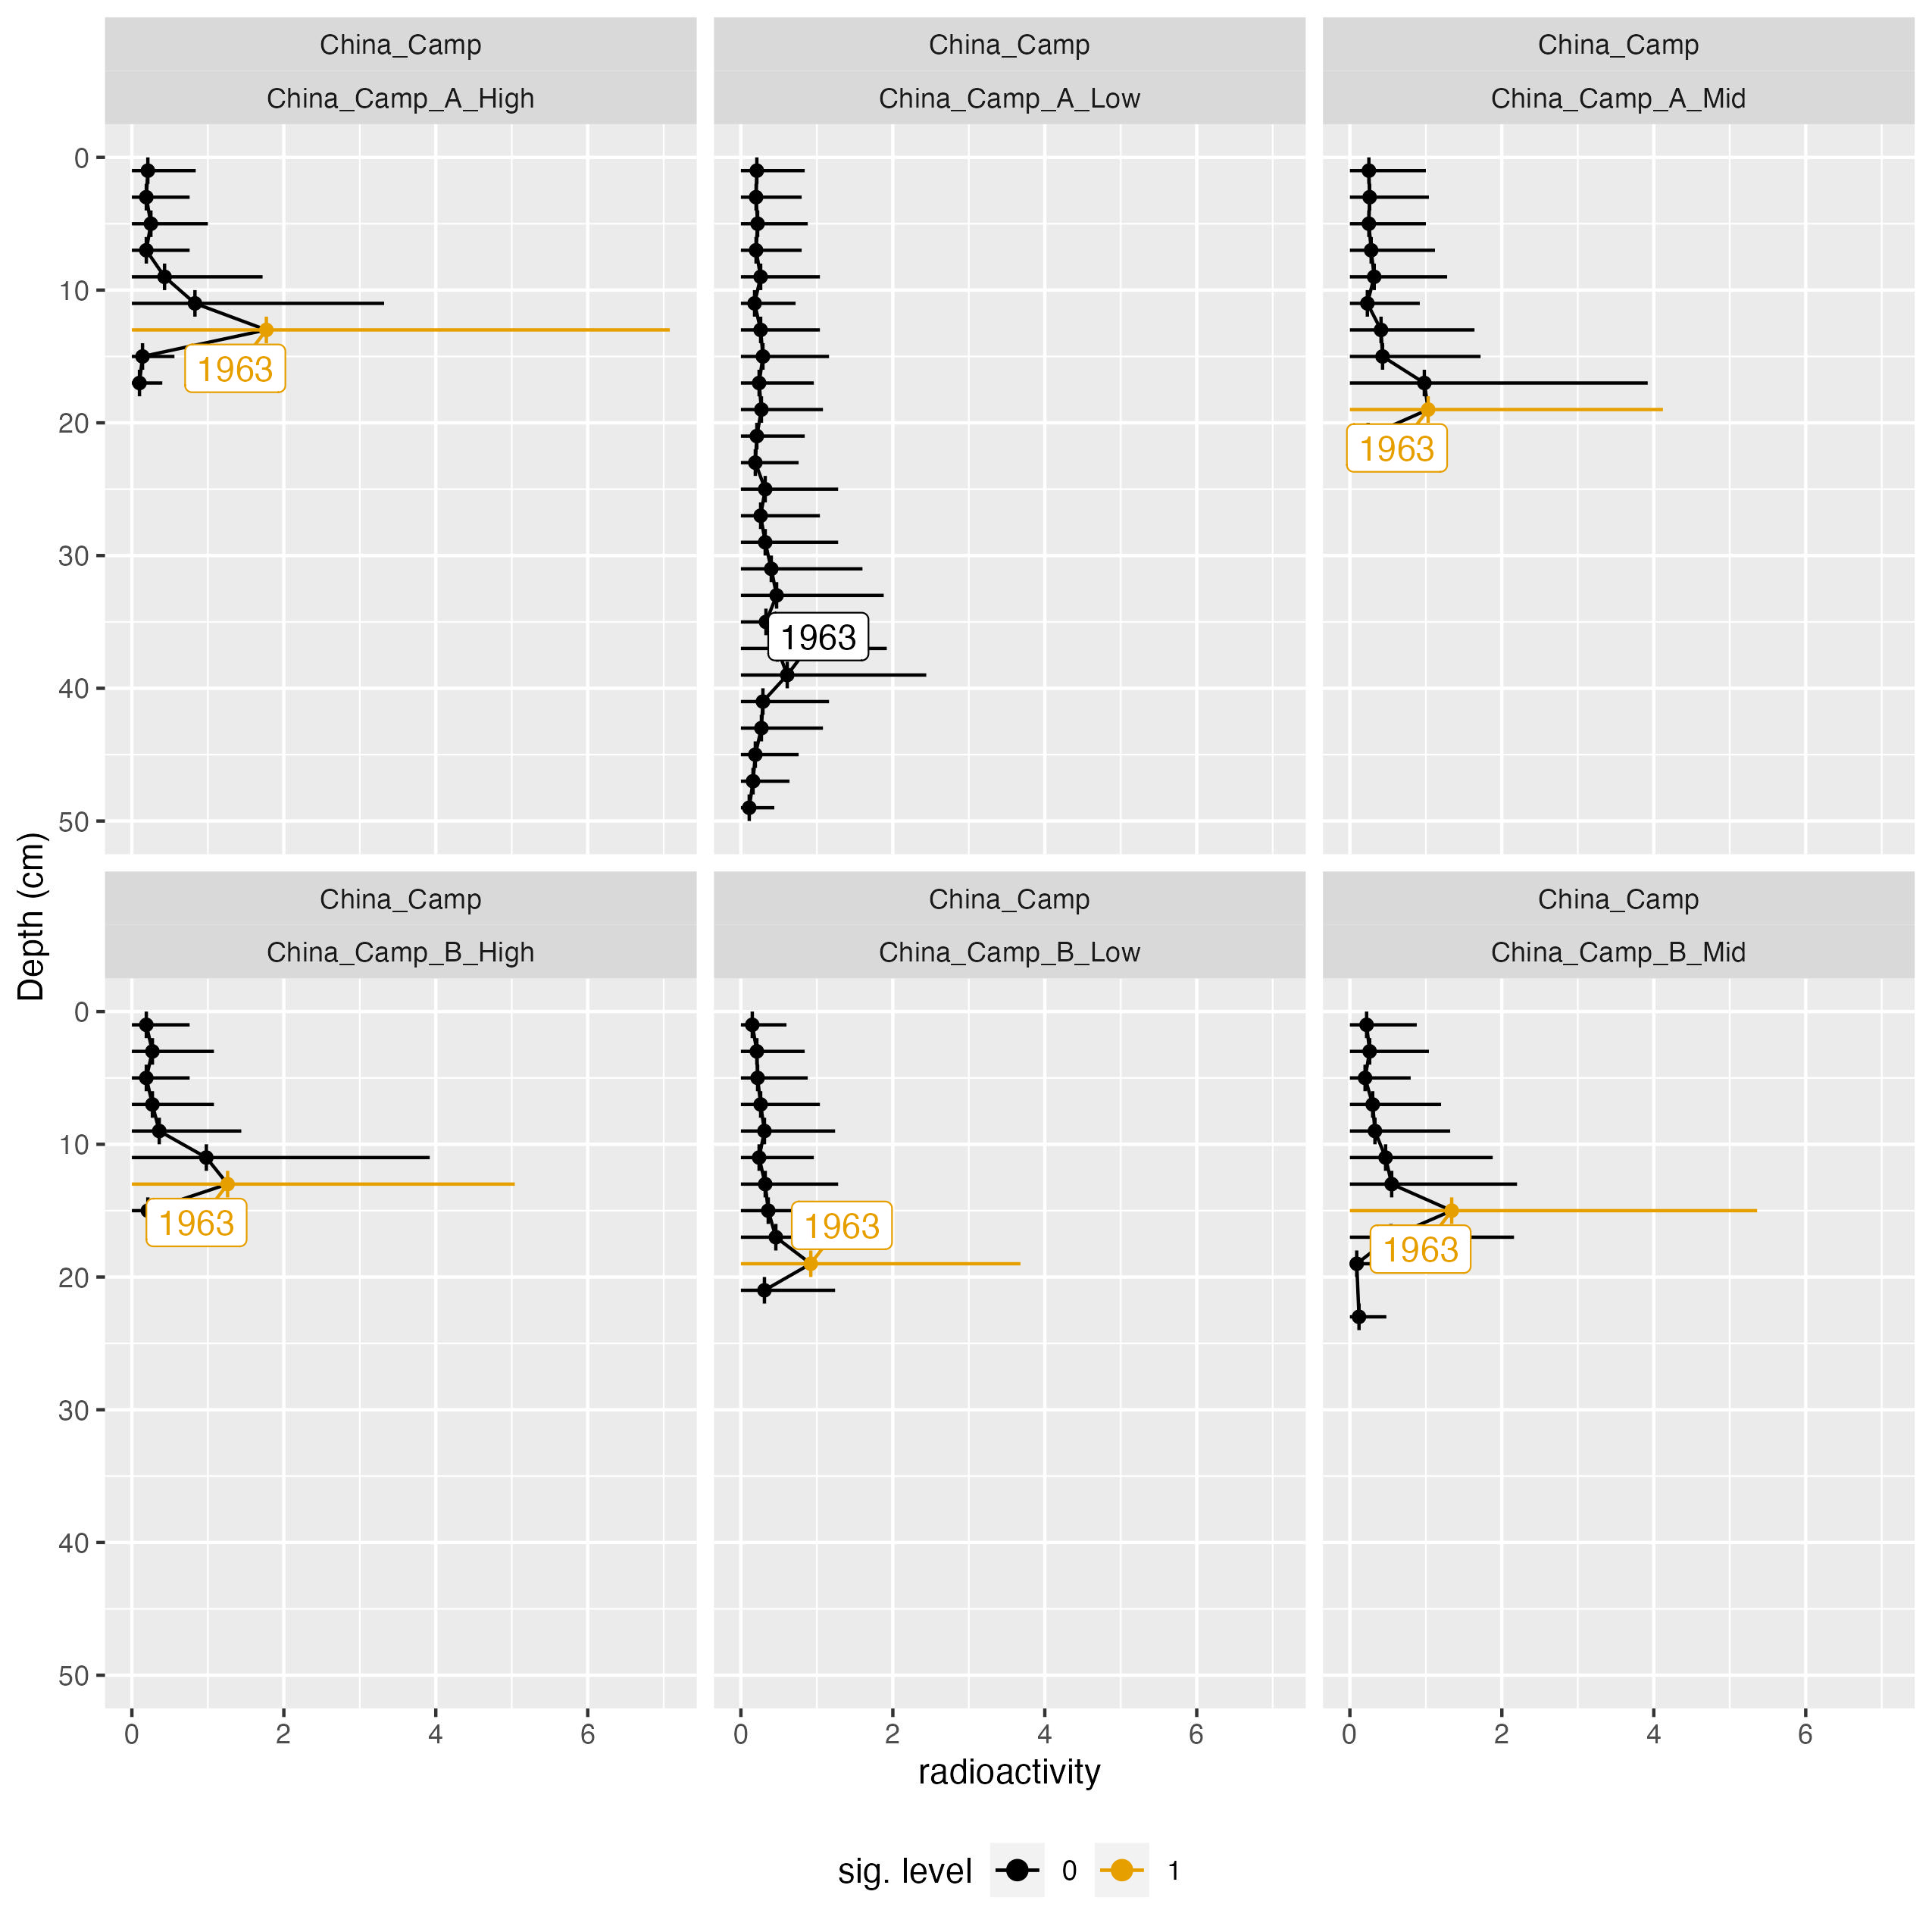 China_Camp China_Camp China_Camp
China_Camp_A_High China_Camp_A_Low China_Camp_A_Mid
0
10
20
30
40
50
1963
1963
1963
Depth (cm)
China_Camp China_Camp China_Camp
China_Camp_B_High China_Camp_B_Low China_Camp_B_Mid
0
10
20
30
40
50
1963
1963
1963
0 2 4 6 0 2 4 6 0 2 4 6
radioactivity
sig. level 0 1